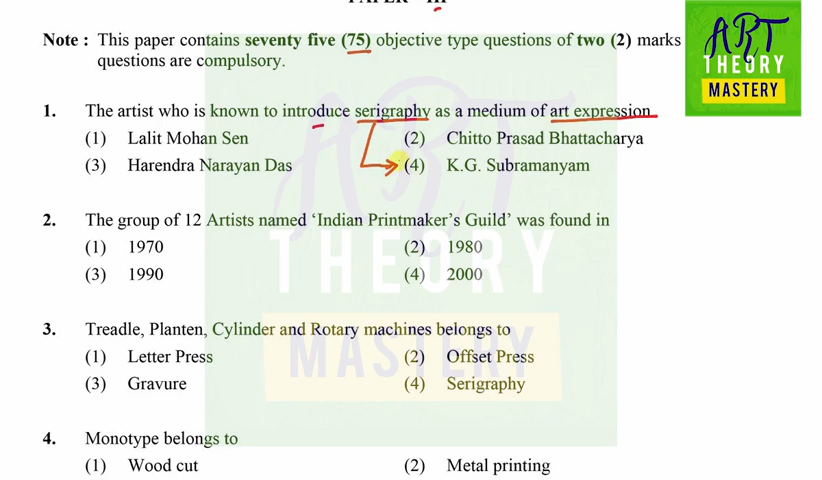 PAPER – III
Note : This paper contains seventy five (75) objective type questions of two (2) marks
questions are compulsory.
ART
THEORY
MASTERY
1. The artist who is known to introduce serigraphy as a medium of art expression
(1) Lalit Mohan Sen (2) Chitto Prasad Bhattacharya
(3) Harendra Narayan Das (4) K.G. Subramanyam
2. The group of 12 Artists named ‘Indian Printmaker’s Guild’ was found in
(1) 1970 (2) 1980
(3) 1990 (4) 2000
3. Treadle, Planten, Cylinder and Rotary machines belongs to
(1) Letter Press (2) Offset Press
(3) Gravure (4) Serigraphy
4. Monotype belongs to
(1) Wood cut (2) Metal printing
ART
THEORY
MASTERY